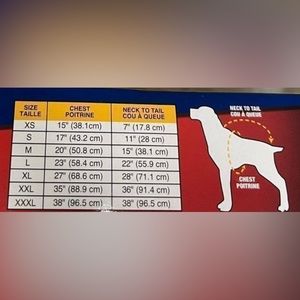 SIZE TAILLE CHEST POITRINE NECK TO TAIL COU À QUEUE
XS 15" (38.1cm) 7" (17.8 cm)
S 17" (43.2 cm) 11" (28 cm)
M 20" (50.8 cm) 15" (38.1 cm)
L 23" (58.4 cm) 22" (55.9 cm)
XL 27" (68.6 cm) 28" (71.1 cm)
XXL 35" (88.9 cm) 36" (91.4 cm)
XXXL 38" (96.5 cm) 38" (96.5 cm)
NECK TO TAIL
COU À QUEUE
CHEST
POITRINE